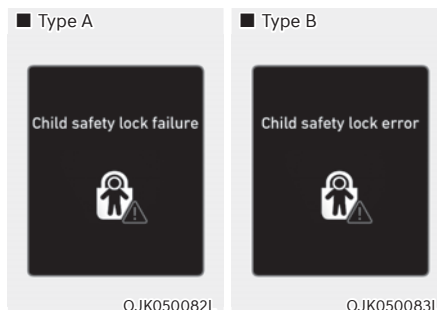 ■ Type A
Child safety lock failure
OJK050082L
■ Type B
Child safety lock error
OJK050083L